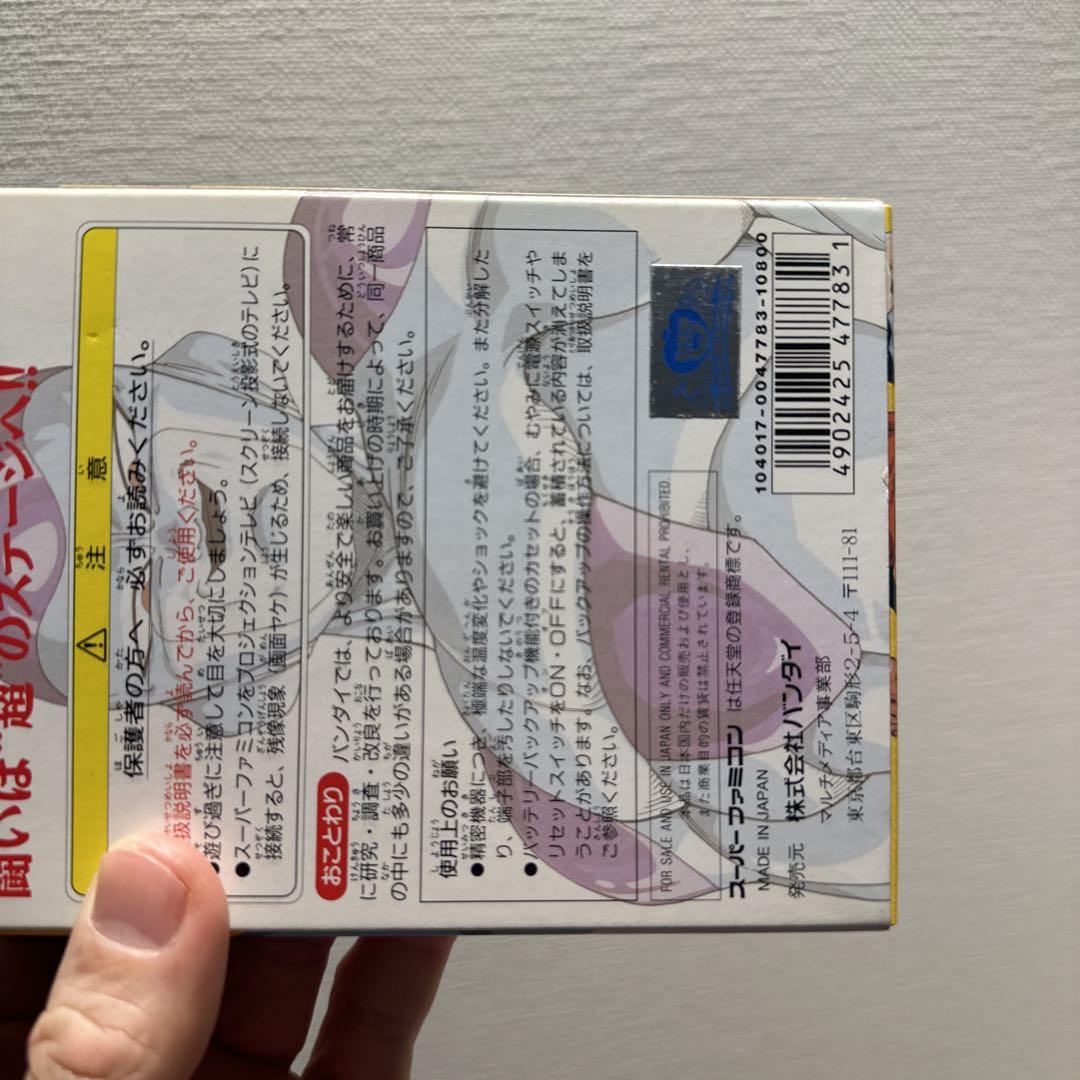 闘いは"超"のステージへ!!
注意
保護者の方へ 必ずお読みください。
扱説明書を必ず読んでから、ご使用ください。
遊び過ぎに注意して目を大切にしましょう。
●スーパーファミコンをプロジェクションテレビ(スクリーン投影式のテレビ)に
接続すると、残像現象(画面ヤケ)が生じるため、接続しないでください。
おことわり バンダイでは、より安全で楽しい商品をお届けするために、常
に研究・調査・改良を行っております。お買い上げの時期によって、同一商品
の中にも多少の違いがある場合がありますので、ご了承ください。
使用上のお願い
●精密機器につき、極端な温度変化やショックを避けてください。また分解した
り、端子部を汚したりしないでください。
●バッテリーバックアップ機能付きのカセットの場合、むやみに電源スイッチや
リセットスイッチをON・OFFにすると、蓄積されている内容が消えてしま
うことがあります。なお、バックアップの操作方法については、取扱説明書を
ご参照ください。
FOR SALE AND USE IN JAPAN ONLY AND COMMERCIAL RENTAL PROHIBITED.
本品は日本国内だけの販売および使用とし、
また商業目的の賃貸は禁止されています。
スーパーファミコンは任天堂の登録商標です。
MADE IN JAPAN
発売元 株式会社バンダイ
マルチメディア事業部
東京都台東区駒形2-5-4 〒111-81
104017-0047783-10800
4902425477831